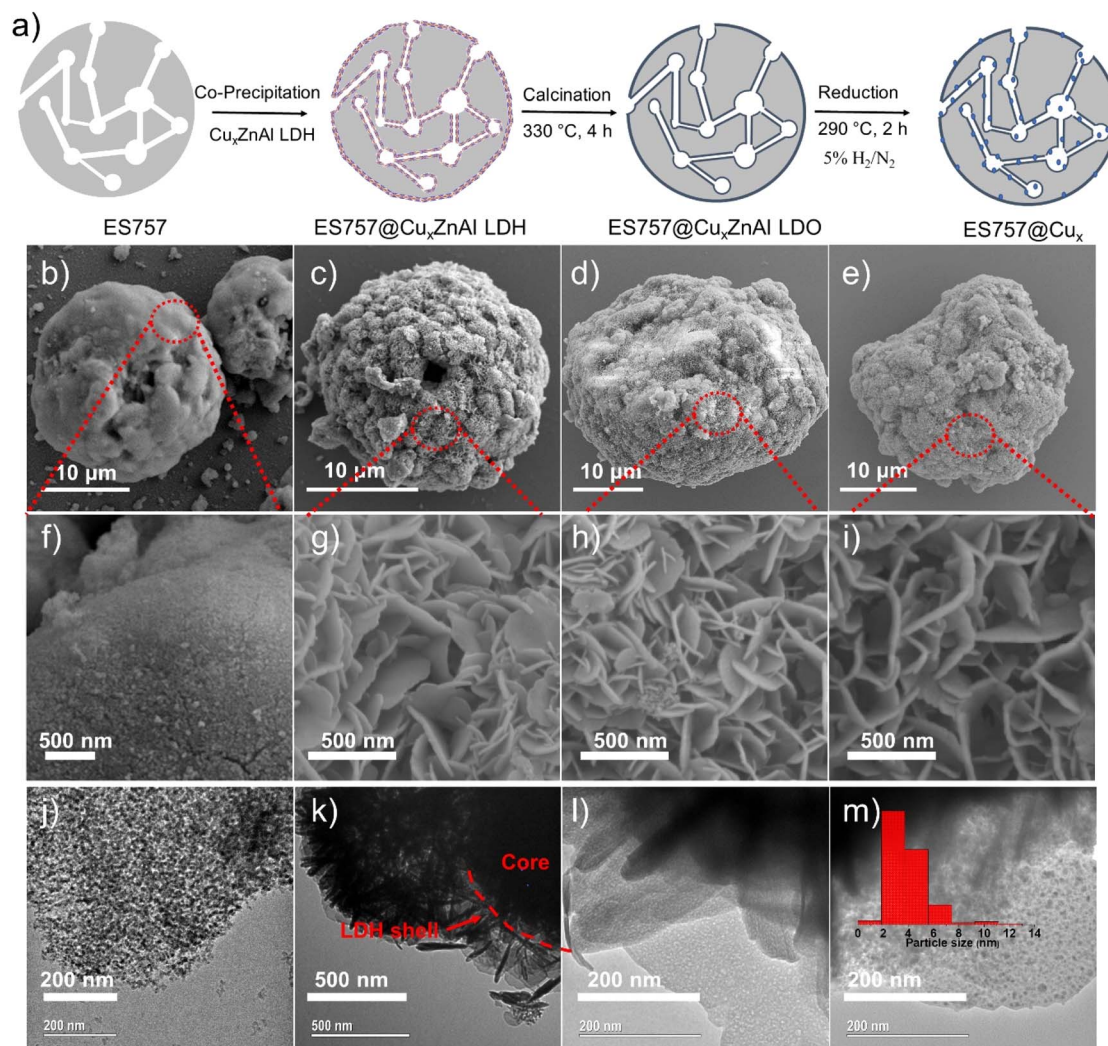 a)
Co-Precipitation
CuₓZnAl LDH
Calcination
330 °C, 4 h
Reduction
290 °C, 2 h
5% H₂/N₂
ES757
ES757@CuₓZnAl LDH
ES757@CuₓZnAl LDO
ES757@Cuₓ
b)
c)
d)
e)
10 µm
10 µm
10 µm
10 µm
f)
g)
h)
i)
500 nm
500 nm
500 nm
500 nm
j)
k)
l)
m)
Core
LDH shell
0 2 4 6 8 10 12 14
Particle size (nm)
200 nm
500 nm
200 nm
200 nm
200 nm
500 nm
200 nm
200 nm